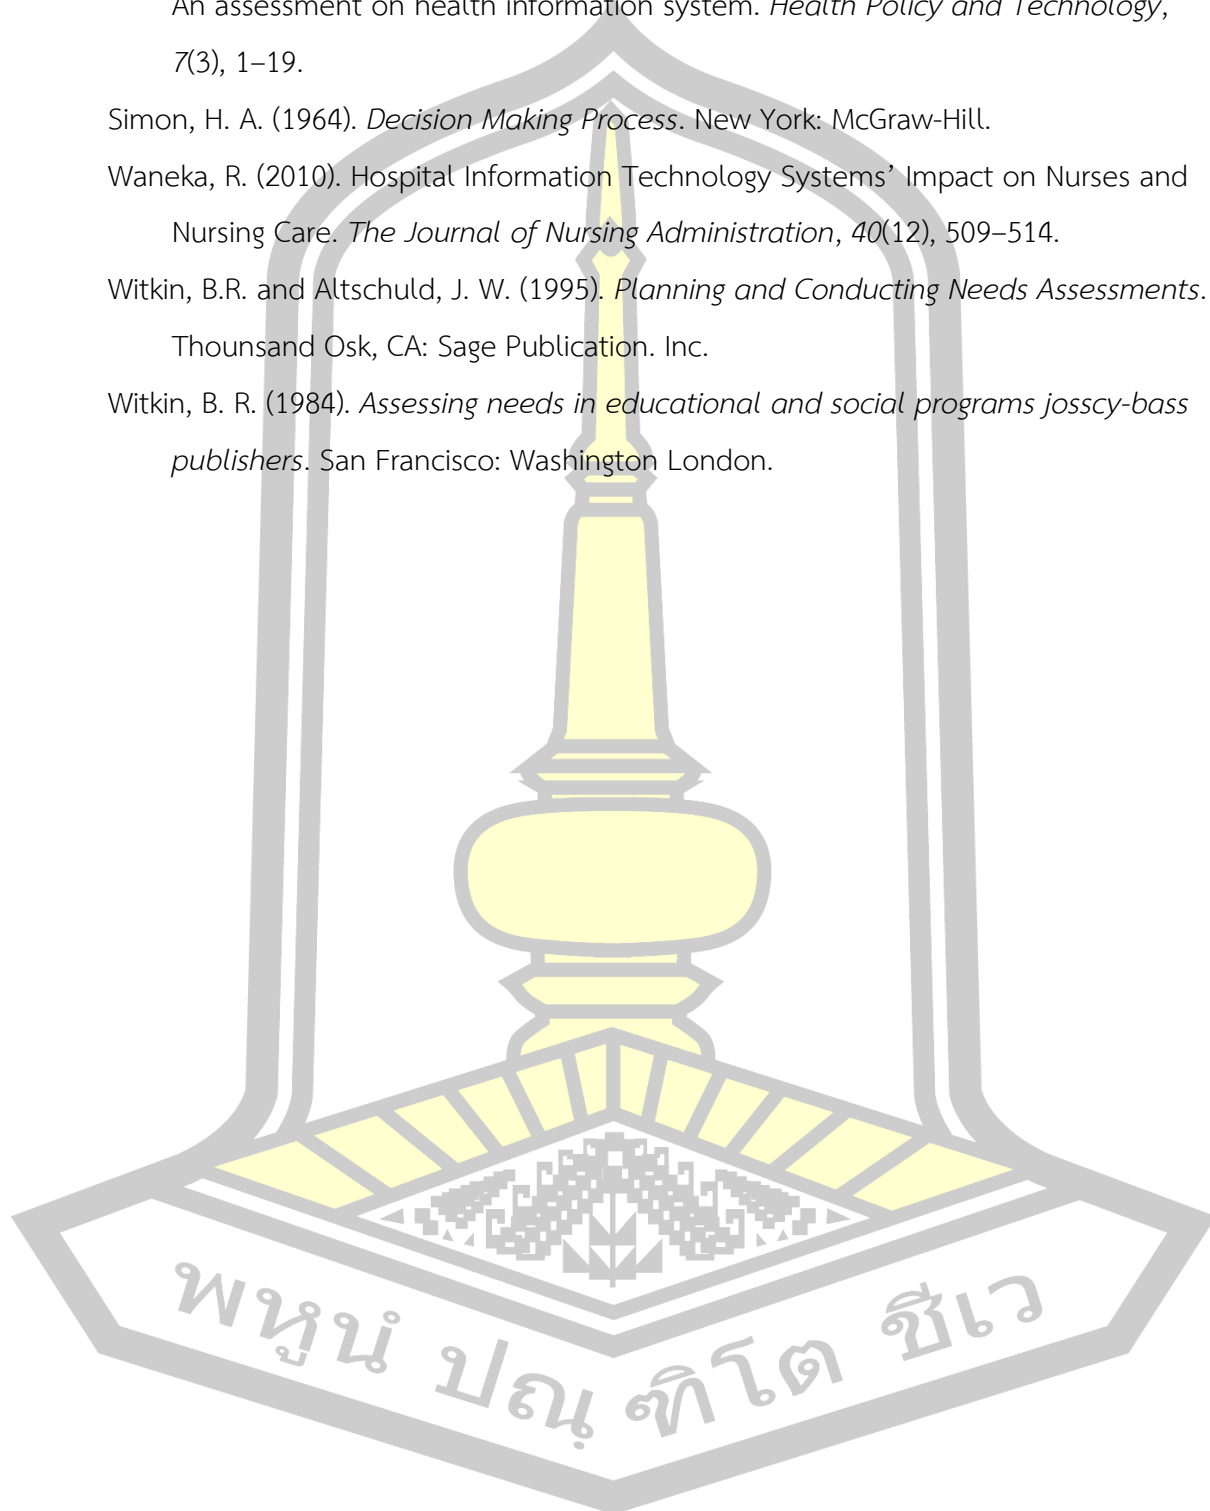 An assessment on health information system. Health Policy and Technology,
7(3), 1–19.
Simon, H. A. (1964). Decision Making Process. New York: McGraw-Hill.
Waneka, R. (2010). Hospital Information Technology Systems’ Impact on Nurses and
Nursing Care. The Journal of Nursing Administration, 40(12), 509–514.
Witkin, B.R. and Altschuld, J. W. (1995). Planning and Conducting Needs Assessments.
Thounsand Osk, CA: Sage Publication. Inc.
Witkin, B. R. (1984). Assessing needs in educational and social programs josscy-bass
publishers. San Francisco: Washington London.
พหูนํ ปณฺฑิโต ชีเว